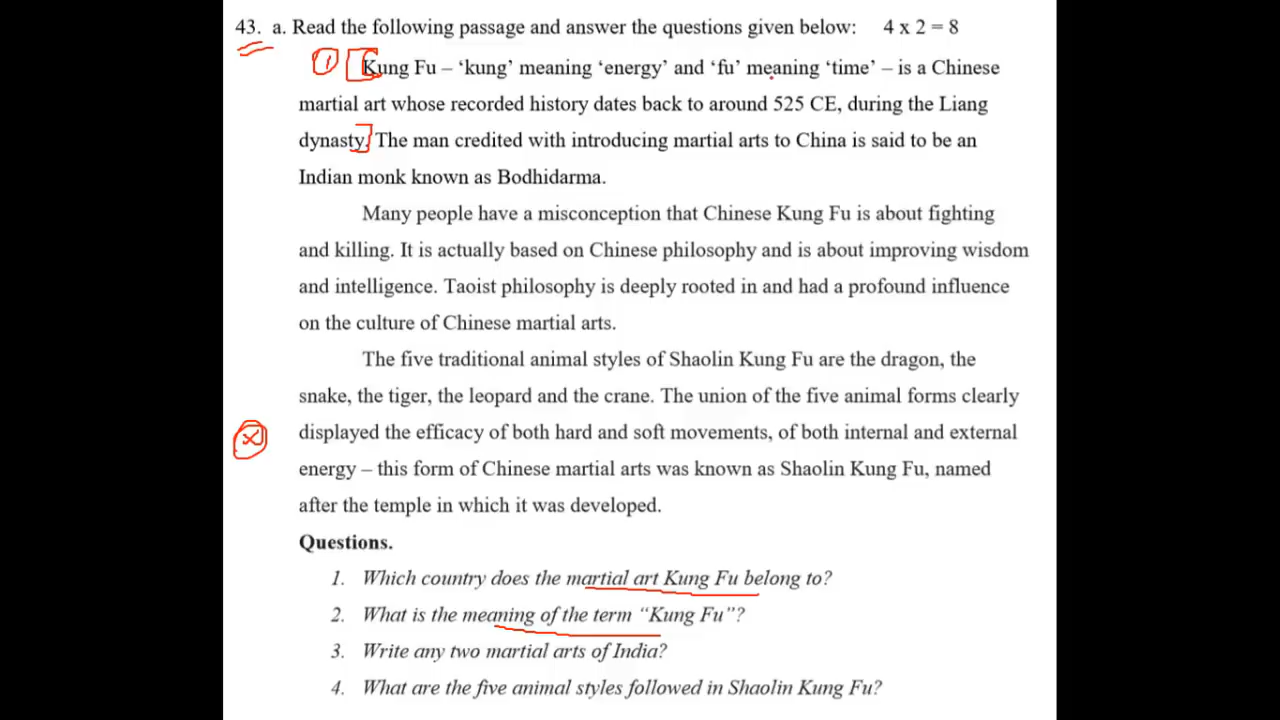 43. a. Read the following passage and answer the questions given below: 4 x 2 = 8
① Kung Fu – ‘kung’ meaning ‘energy’ and ‘fu’ meaning ‘time’ – is a Chinese
martial art whose recorded history dates back to around 525 CE, during the Liang
dynasty. The man credited with introducing martial arts to China is said to be an
Indian monk known as Bodhidarma.
Many people have a misconception that Chinese Kung Fu is about fighting
and killing. It is actually based on Chinese philosophy and is about improving wisdom
and intelligence. Taoist philosophy is deeply rooted in and had a profound influence
on the culture of Chinese martial arts.
The five traditional animal styles of Shaolin Kung Fu are the dragon, the
snake, the tiger, the leopard and the crane. The union of the five animal forms clearly
displayed the efficacy of both hard and soft movements, of both internal and external
energy – this form of Chinese martial arts was known as Shaolin Kung Fu, named
after the temple in which it was developed.
Questions.
1. Which country does the martial art Kung Fu belong to?
2. What is the meaning of the term “Kung Fu”?
3. Write any two martial arts of India?
4. What are the five animal styles followed in Shaolin Kung Fu?